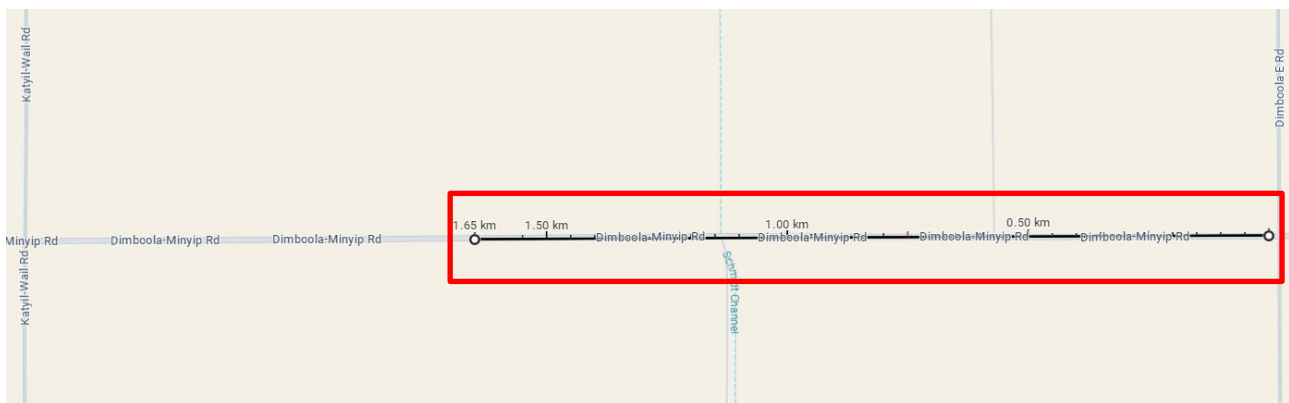 Katyil-Wail Rd
Dimboola E Rd
1.65 km
1.50 km
1.00 km
0.50 km
Minyip Rd
Dimboola-Minyip Rd
Dimboola-Minyip Rd
Dimboola-Minyip Rd
Dimboola-Minyip Rd
Dimboola-Minyip Rd
Dimboola-Minyip Rd
Katyil-Wail Rd
Schmidt Channel